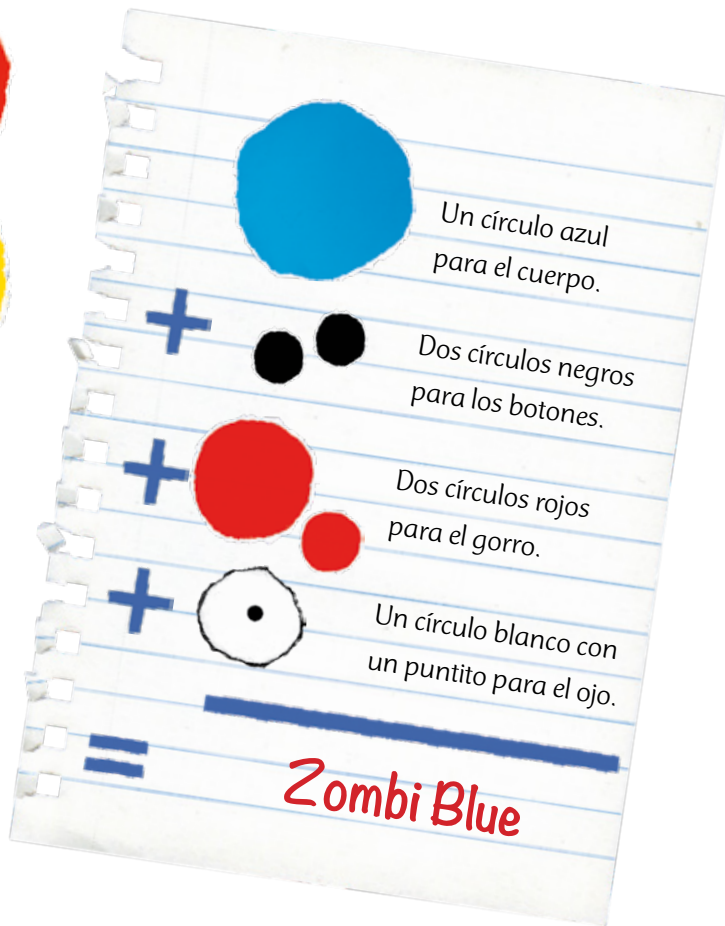 Un círculo azul
para el cuerpo.
Dos círculos negros
para los botones.
Dos círculos rojos
para el gorro.
Un círculo blanco con
un puntito para el ojo.
Zombi Blue